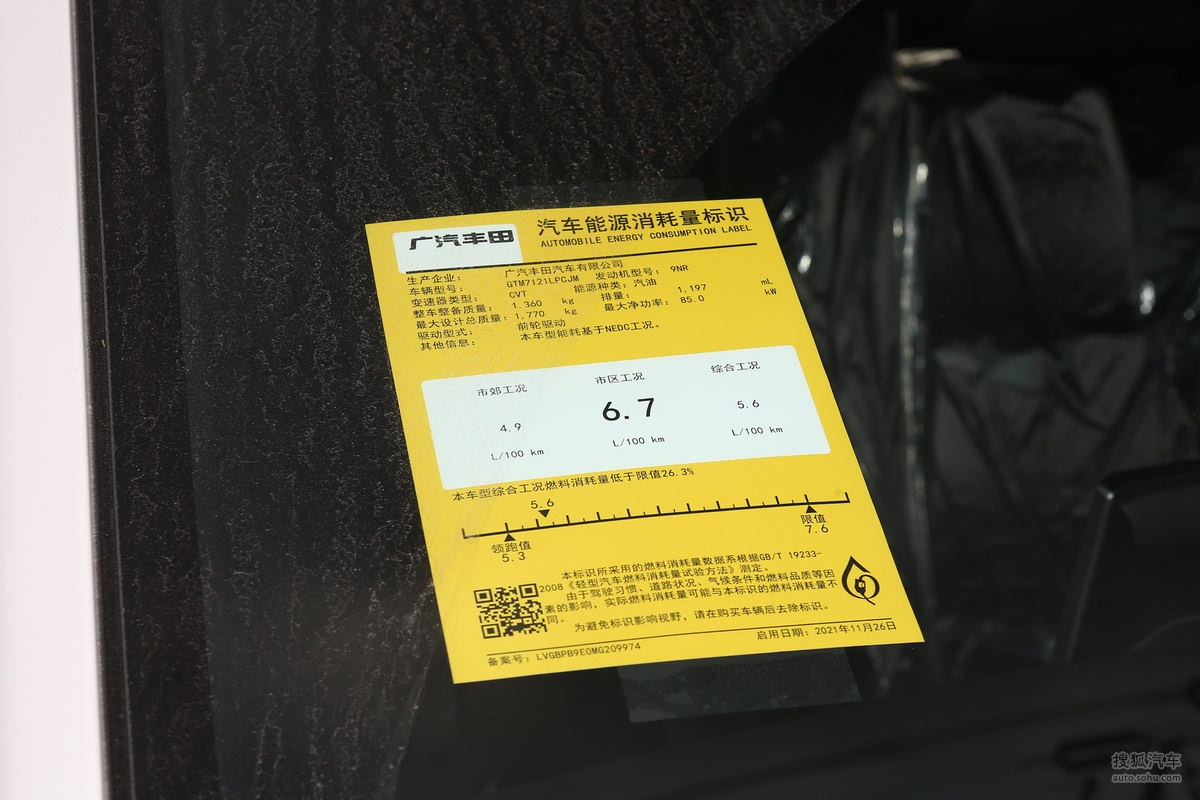 广汽丰田
汽车能源消耗量标识
AUTOMOBILE ENERGY CONSUMPTION LABEL
生产企业： 广汽丰田汽车有限公司
车辆型号： GTM7121LPCJM 发动机型号： 9NR
变速器类型： CVT 能源种类：汽油
整车整备质量： 1,360 kg 排量： 1,197 mL
最大设计总质量：1,770 kg 最大净功率： 85.0 kW
驱动型式： 前轮驱动
其他信息： 本车型能耗基于NEDC工况。
市郊工况 市区工况 综合工况
4.9 6.7 5.6
L/100 km L/100 km L/100 km
本车型综合工况燃料消耗量低于限值26.3%
5.6
领跑值 限值
5.3 7.6
本标识所采用的燃料消耗量数据系根据GB/T 19233-
2008《轻型汽车燃料消耗量试验方法》测定。
由于驾驶习惯、道路状况、气候条件和燃料品质等因
素的影响，实际燃料消耗量可能与本标识的燃料消耗量不
同。
为避免标识影响视野，请在购买车辆后去除标识。
备案号：LVGBPB9E0MG209974 启用日期：2021年11月26日
搜狐汽车
auto.sohu.com